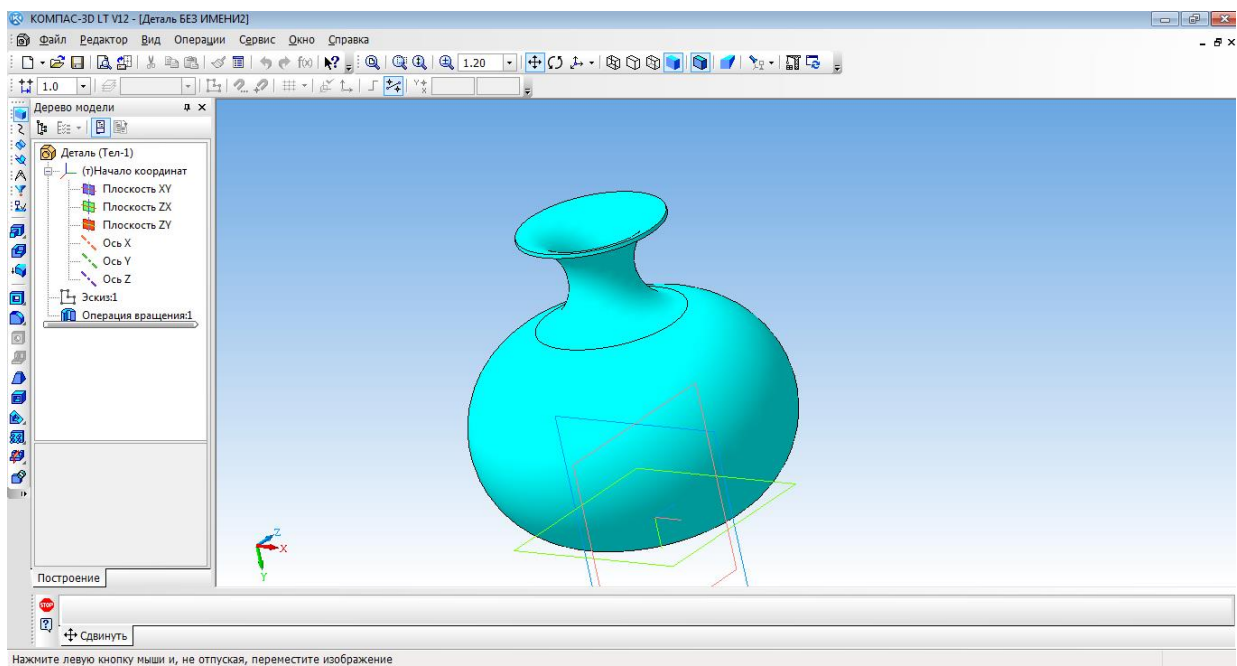 КОМПАС-3D LT V12 - [Деталь БЕЗ ИМЕНИ2]
Файл Редактор Вид Операции Сервис Окно Справка
1.20
1.0
Дерево модели
Деталь (Тел-1)
(т)Начало координат
Плоскость XY
Плоскость ZX
Плоскость ZY
Ось X
Ось Y
Ось Z
Эскиз:1
Операция вращения:1
Z
X
Y
Построение
STOP
Сдвинуть
Нажмите левую кнопку мыши и, не отпуская, переместите изображение